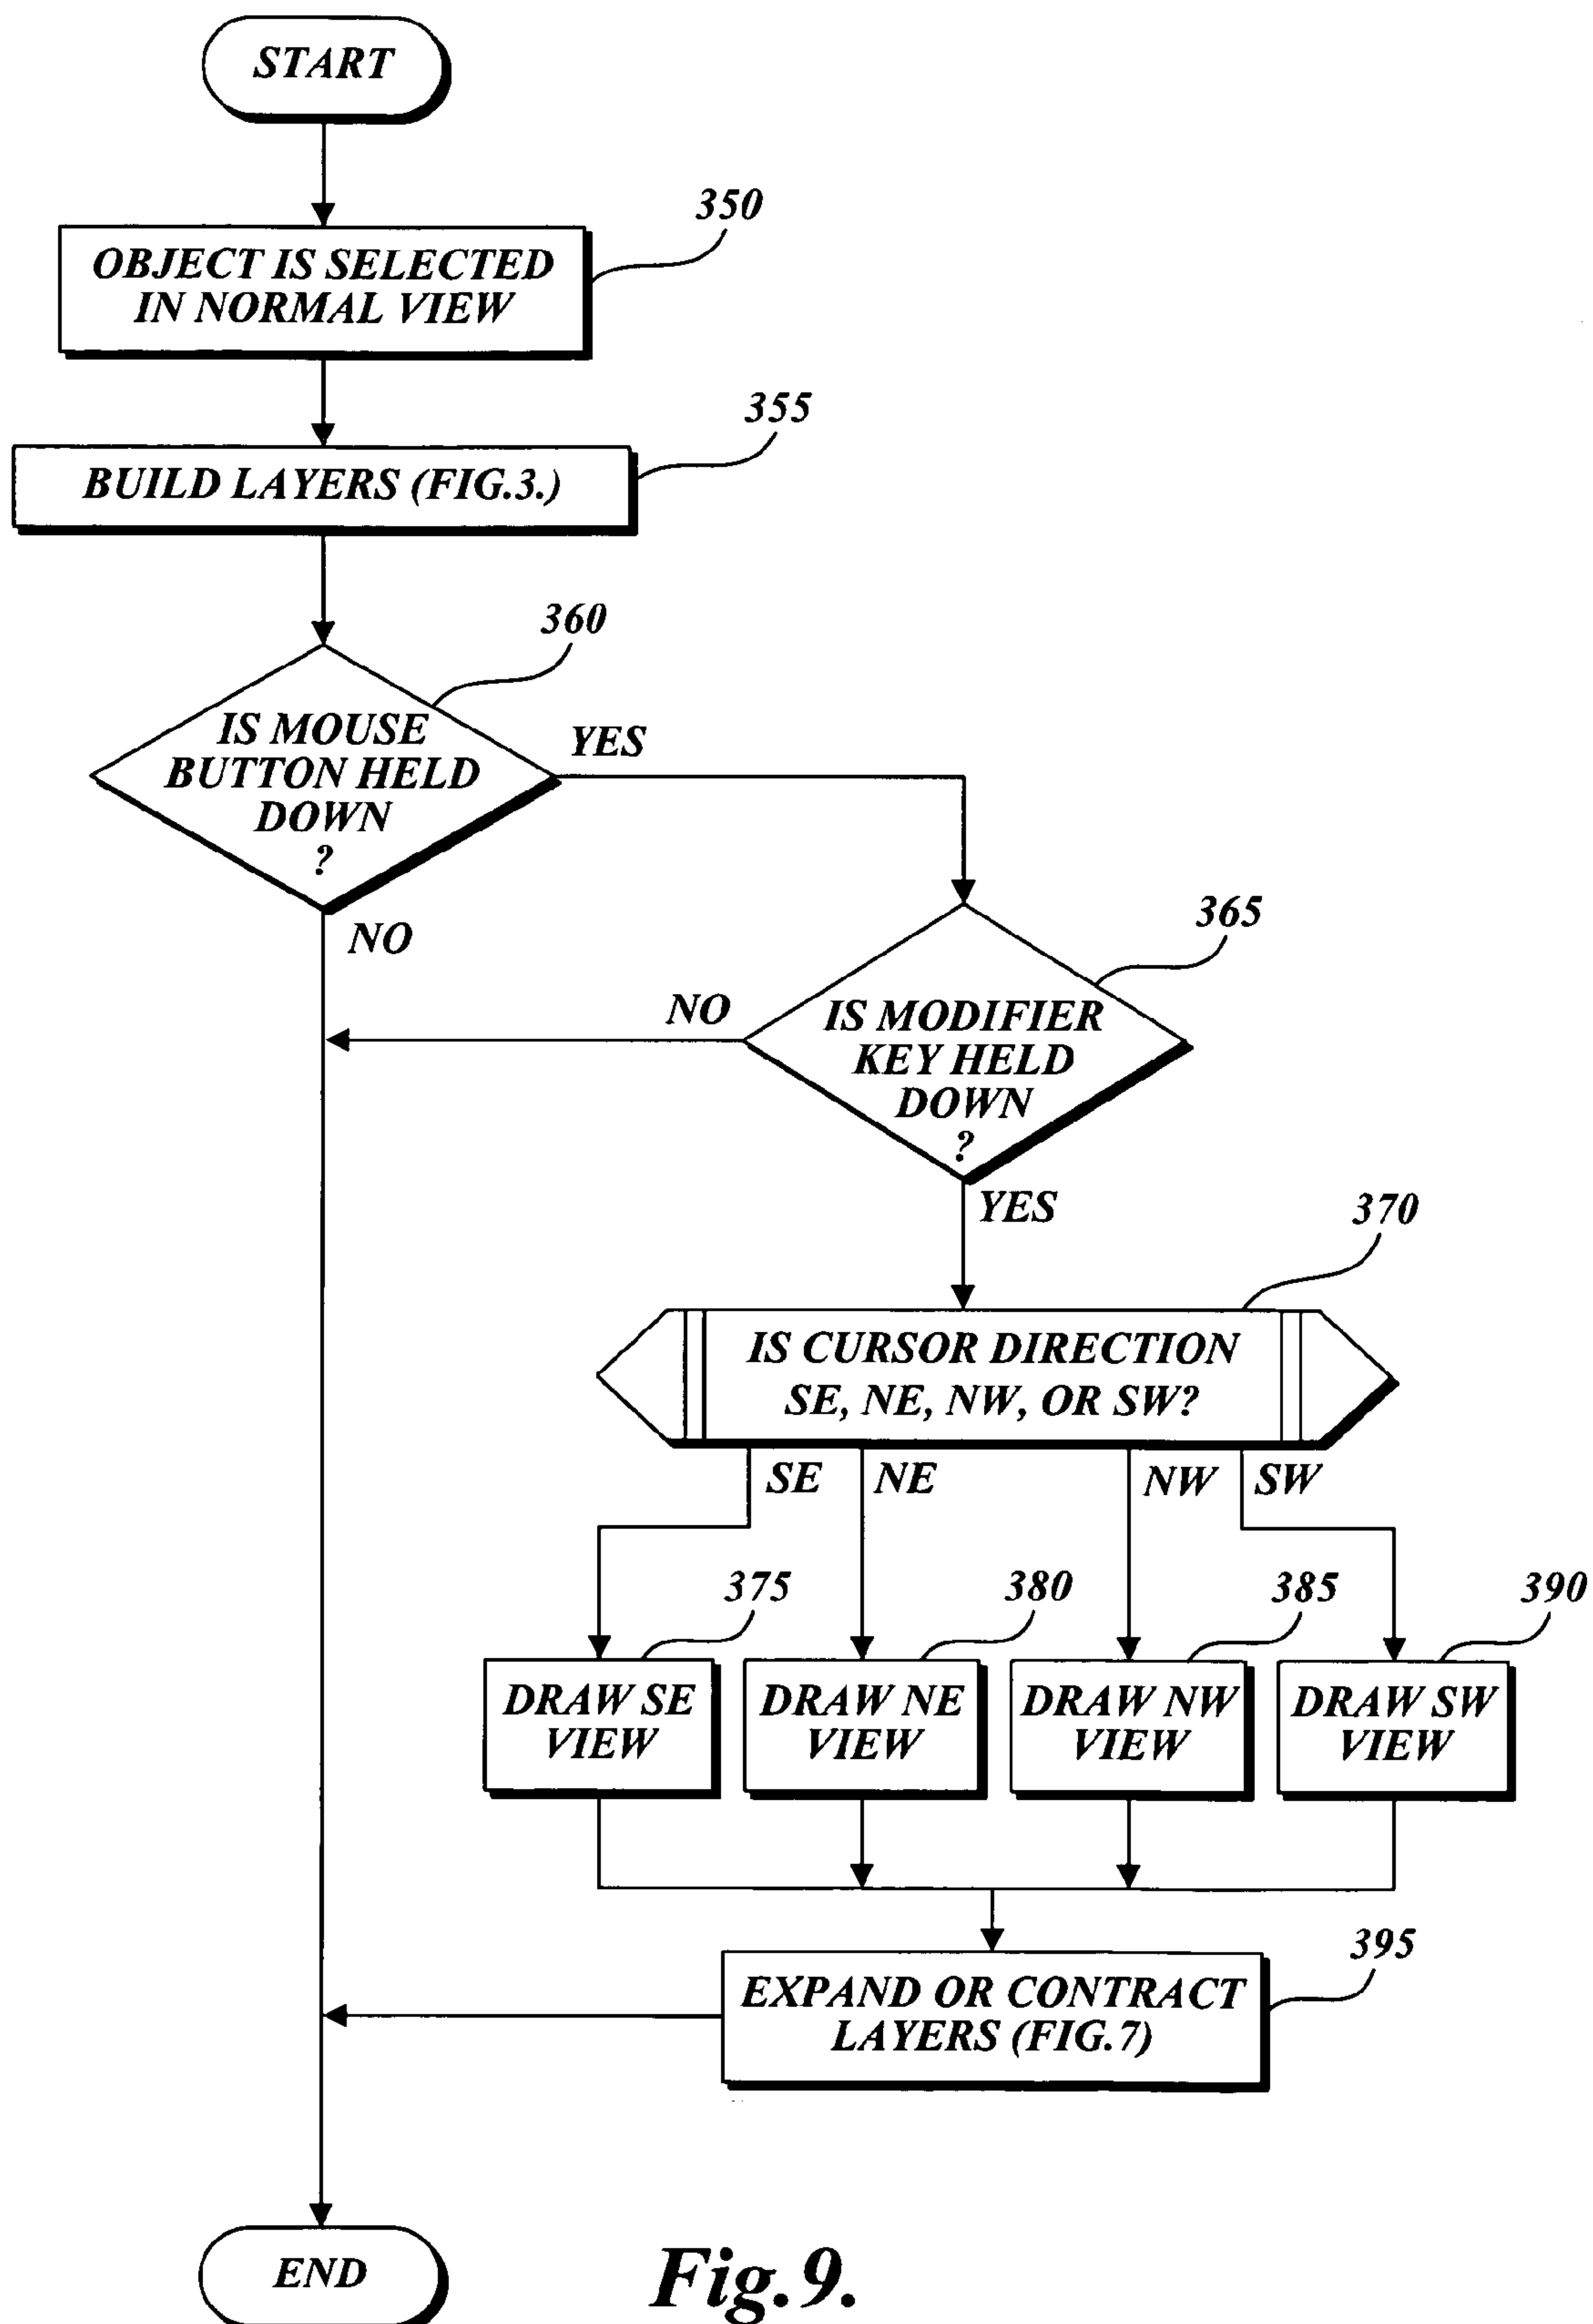 START
350
OBJECT IS SELECTED
IN NORMAL VIEW
355
BUILD LAYERS (FIG.3.)
360
IS MOUSE
BUTTON HELD
DOWN
?
YES
NO
365
NO
IS MODIFIER
KEY HELD
DOWN
?
YES
370
IS CURSOR DIRECTION
SE, NE, NW, OR SW?
SE NE NW SW
375 380 385 390
DRAW SE
VIEW
DRAW NE
VIEW
DRAW NW
VIEW
DRAW SW
VIEW
395
EXPAND OR CONTRACT
LAYERS (FIG.7)
END
Fig.9.